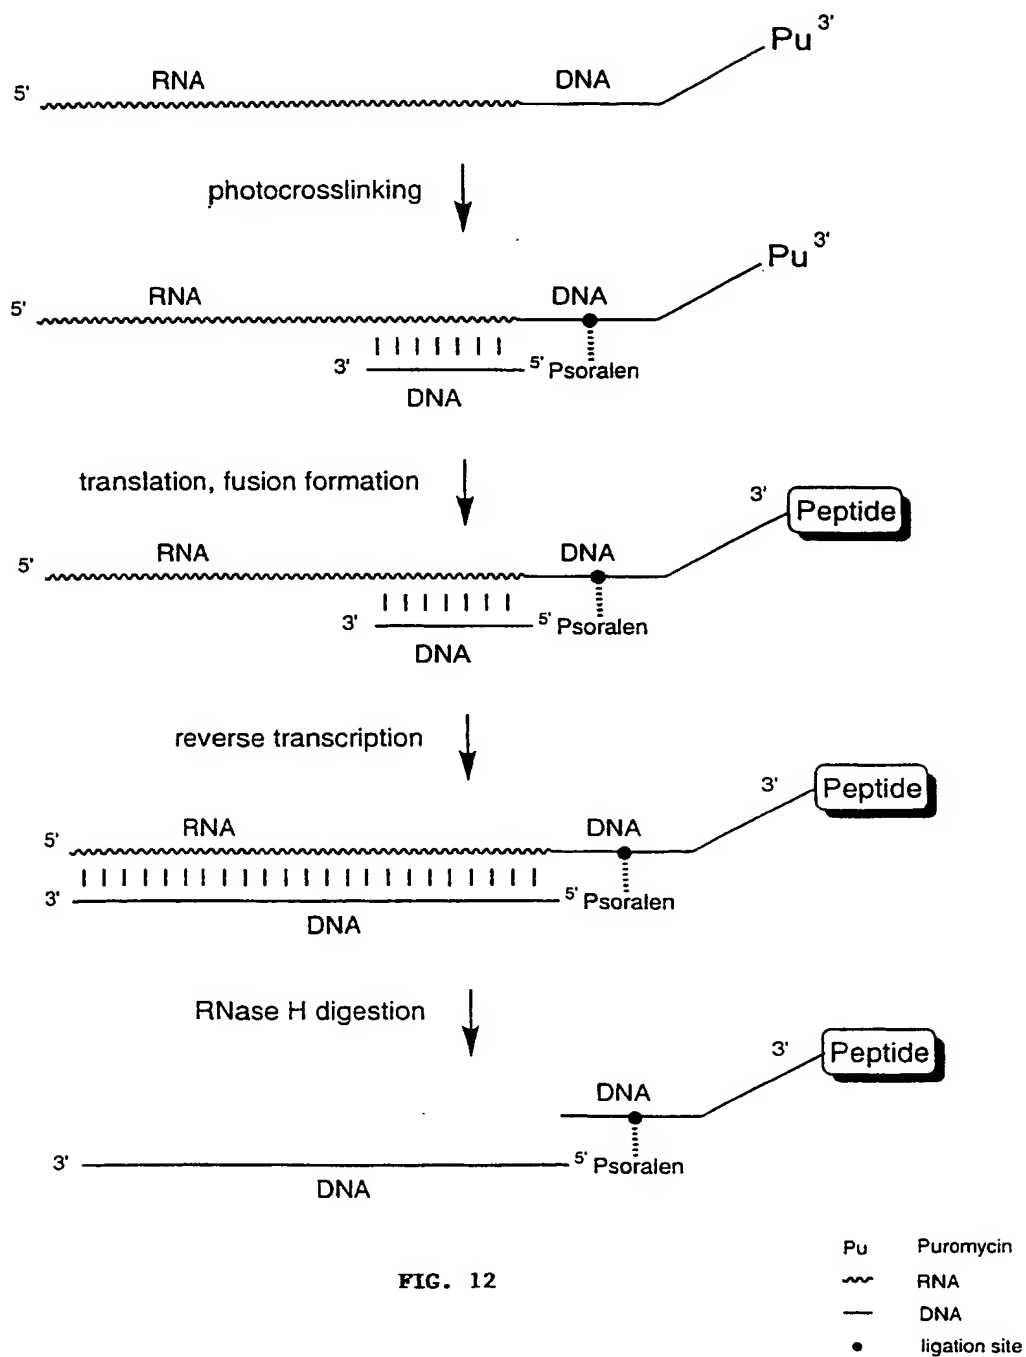 Pu 3'
RNA DNA
5'
photocrosslinking
Pu 3'
RNA DNA
5'
3' 5' Psoralen
DNA
translation, fusion formation
3' Peptide
RNA DNA
5'
3' 5' Psoralen
DNA
reverse transcription
3' Peptide
RNA DNA
5'
3' 5' Psoralen
DNA
RNase H digestion
3' Peptide
DNA
3' 5' Psoralen
DNA
Pu Puromycin
FIG. 12
RNA
DNA
ligation site